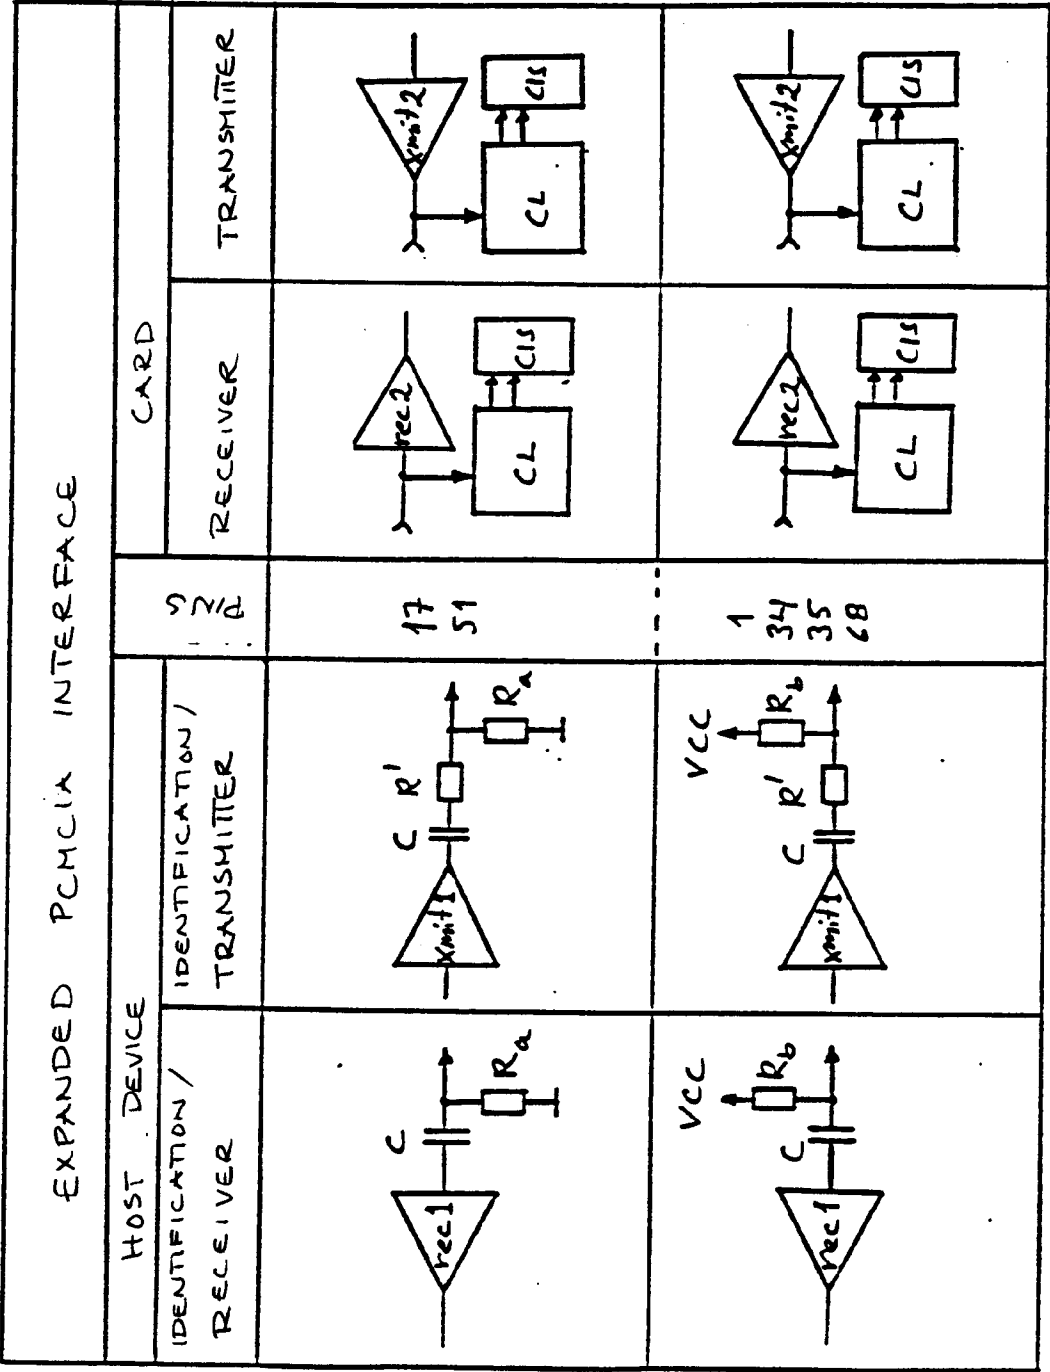 EXPANDED PCMCIA INTERFACE
HOST DEVICE
CARD
IDENTIFICATION /
RECEIVER
IDENTIFICATION /
TRANSMITTER
RECEIVER
TRANSMITTER
rec1
C
Ra
xmit1
C
R'
Ra
17
51
rec2
CL
CIS
xmit2
CL
CIS
rec1
C
VCC
Rb
xmit1
C
R'
VCC
Rb
1
34
35
68
rec2
CL
CIS
xmit2
CL
CIS